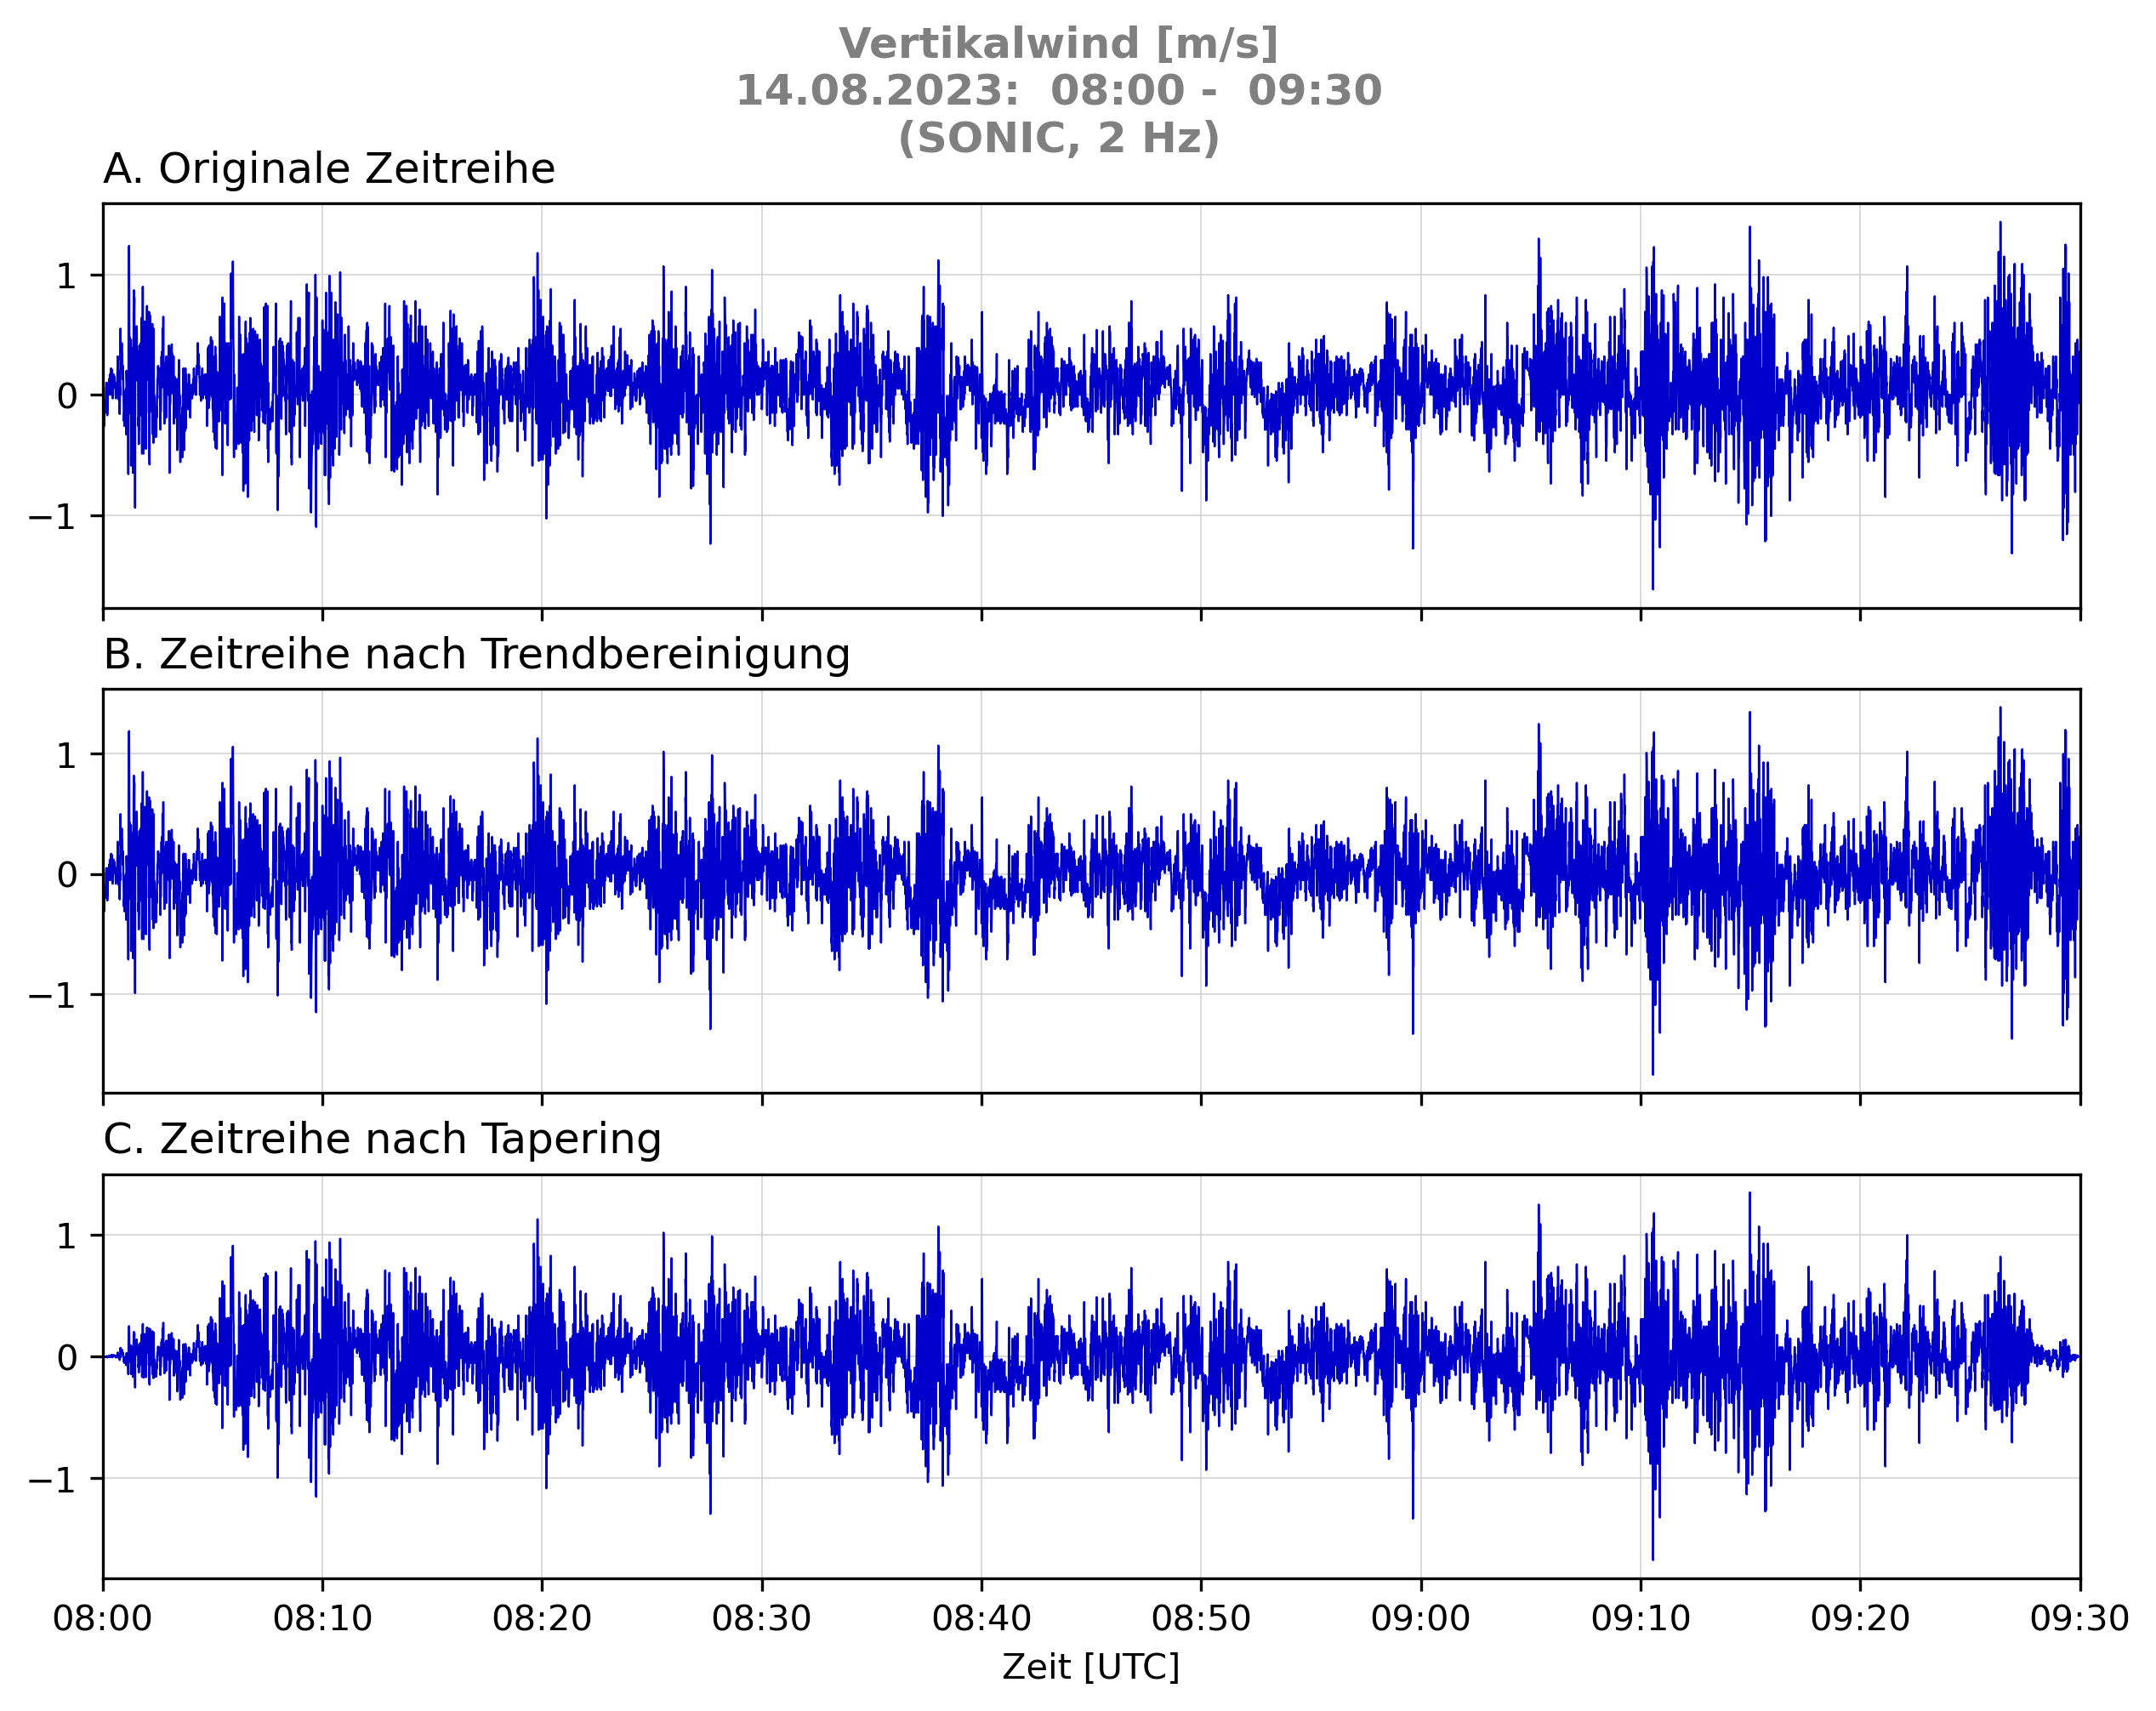 Vertikalwind [m/s]
14.08.2023:  08:00 -  09:30
(SONIC, 2 Hz)
A. Originale Zeitreihe
1
0
−1
B. Zeitreihe nach Trendbereinigung
1
0
−1
C. Zeitreihe nach Tapering
1
0
−1
08:00 08:10 08:20 08:30 08:40 08:50 09:00 09:10 09:20 09:30
Zeit [UTC]